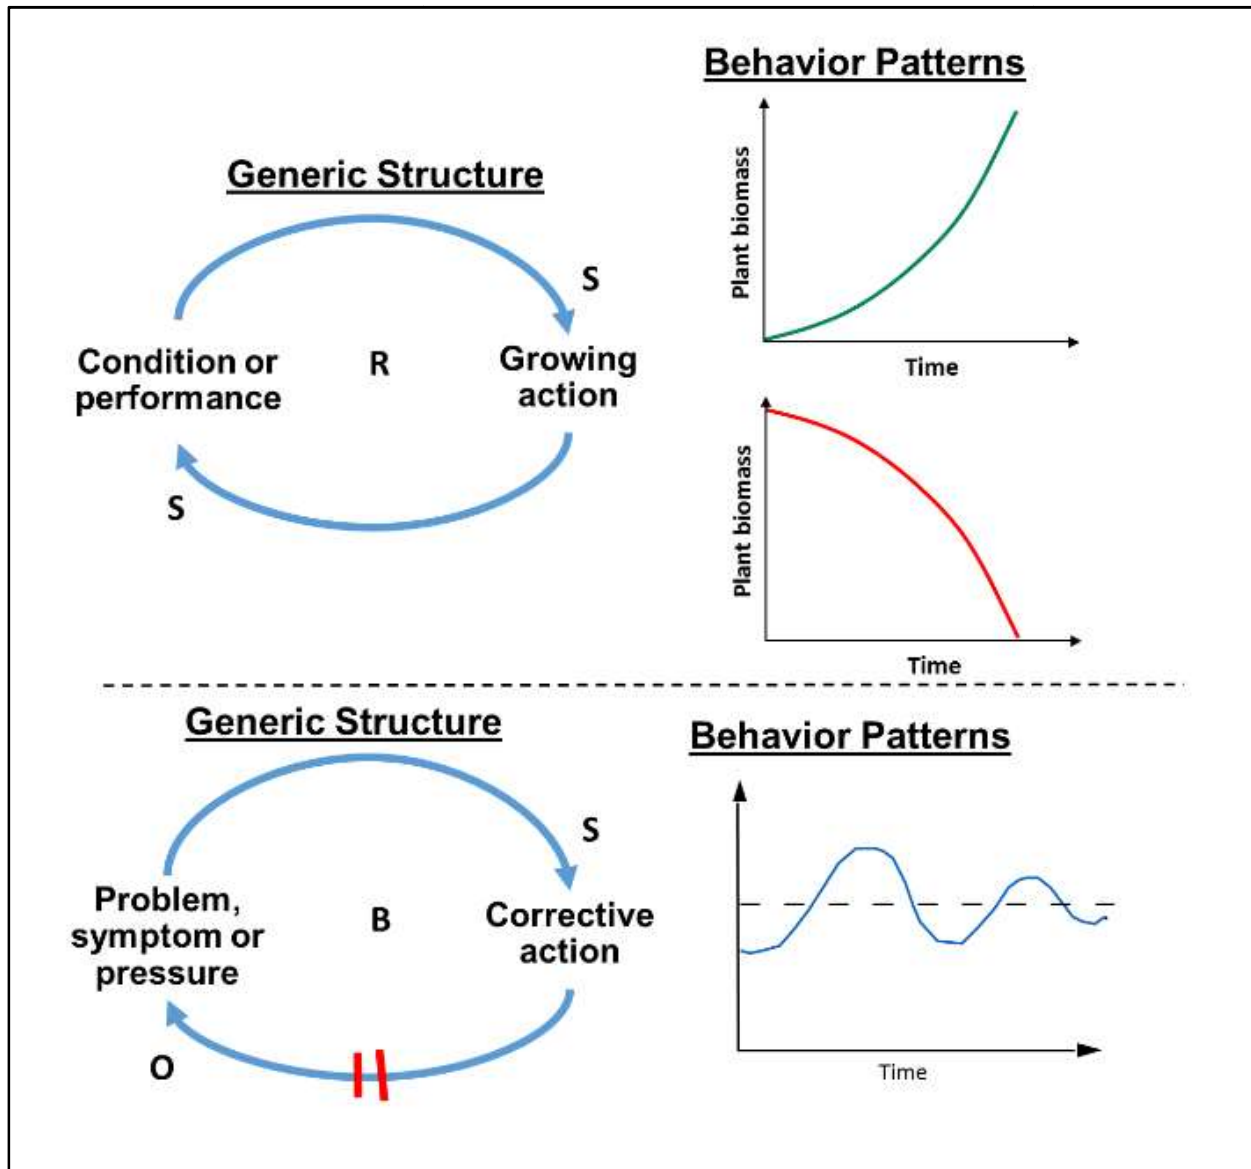 Behavior Patterns
Generic Structure
Plant biomass
Time
S
Condition or
performance
R
Growing
action
S
Plant biomass
Time
Generic Structure
Behavior Patterns
S
Problem,
symptom or
pressure
B
Corrective
action
O
Time